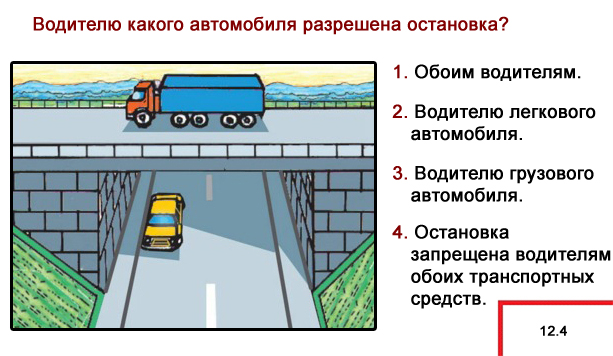 Водителю какого автомобиля разрешена остановка?
1. Обоим водителям.
2. Водителю легкового
автомобиля.
3. Водителю грузового
автомобиля.
4. Остановка
запрещена водителям
обоих транспортных
средств.
12.4